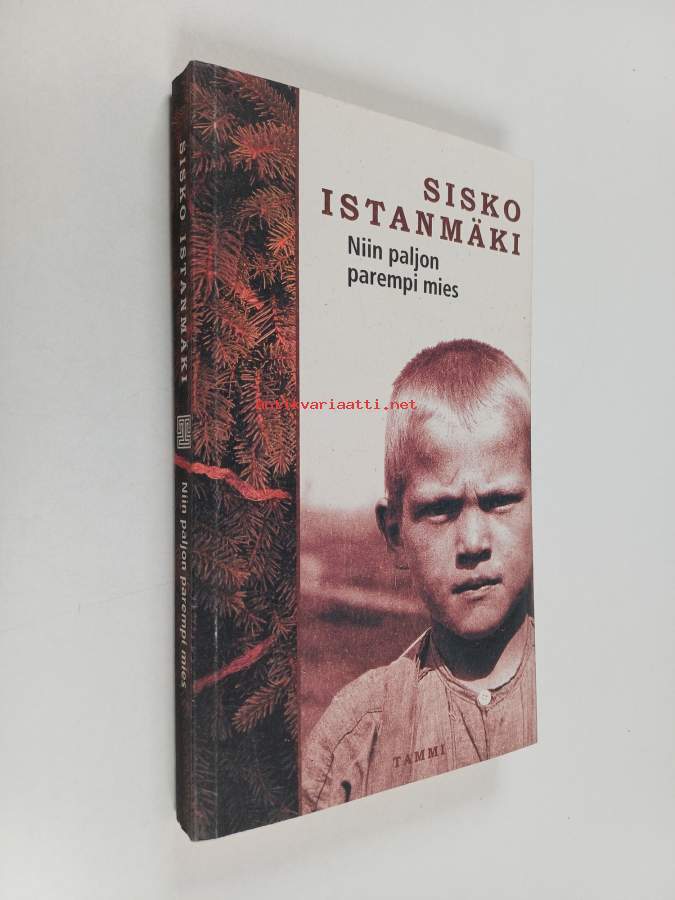 SISKO
ISTANMÄKI
Niin paljon
parempi mies
antikvariaatti.net
TAMMI
SISKO ISTANMÄKI
Niin paljon parempi mies